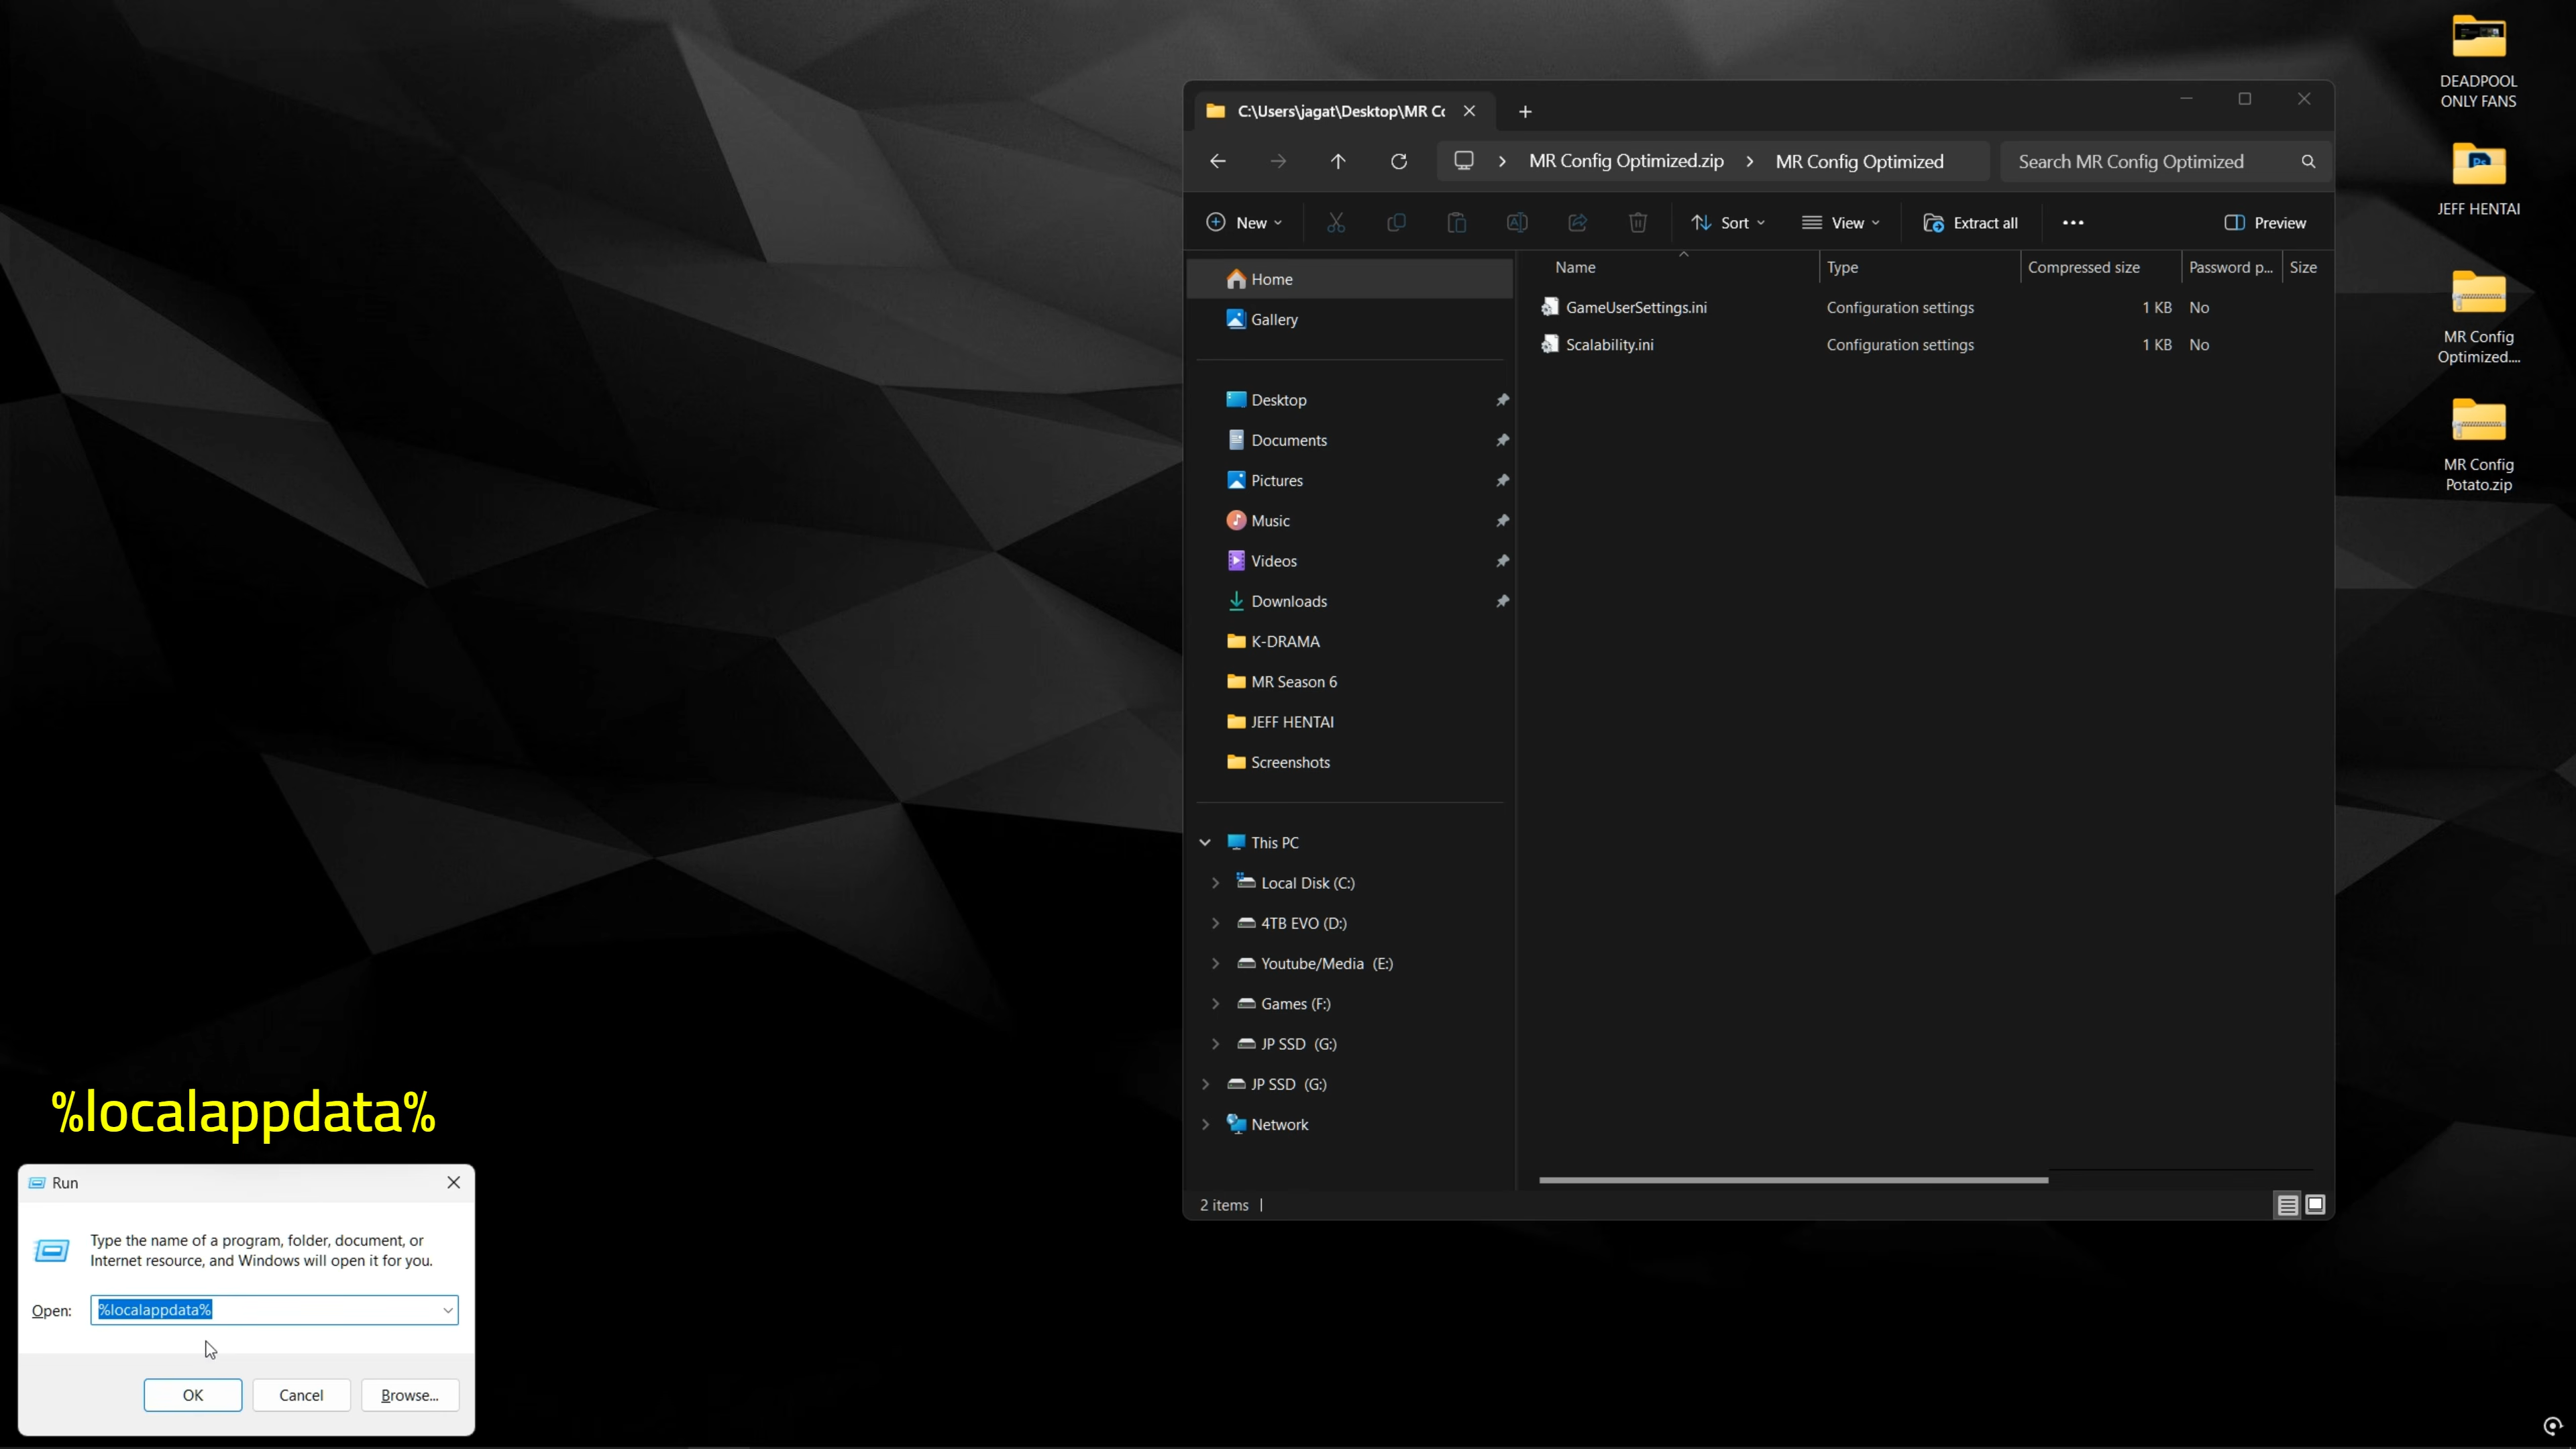 DEADPOOL
ONLY FANS
JEFF HENTAI
MR Config
Optimized....
MR Config
Potato.zip
C:\Users\jagat\Desktop\MR Co
MR Config Optimized.zip
MR Config Optimized
Search MR Config Optimized
New
Sort
View
Extract all
Preview
Home
Gallery
Desktop
Documents
Pictures
Music
Videos
Downloads
K-DRAMA
MR Season 6
JEFF HENTAI
Screenshots
This PC
Local Disk (C:)
4TB EVO (D:)
Youtube/Media (E:)
Games (F:)
JP SSD (G:)
JP SSD (G:)
Network
Name Type Compressed size Password p... Size
GameUserSettings.ini Configuration settings 1 KB No
Scalability.ini Configuration settings 1 KB No
2 items
%localappdata%
Run
Type the name of a program, folder, document, or
Internet resource, and Windows will open it for you.
Open: %localappdata%
OK Cancel Browse...
Ps